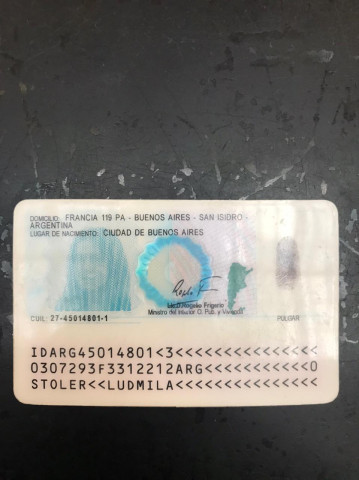 DOMICILIO: FRANCIA 119 PA - BUENOS AIRES - SAN ISIDRO -
ARGENTINA
LUGAR DE NACIMIENTO: CIUDAD DE BUENOS AIRES
Lic. Rogelio Frigerio
Ministro del Interior O. Púb. y Vivienda
CUIL: 27-45014801-1
PULGAR
IDARG45014801<3<<<<<<<<<<<<<<<
0307293F3312212ARG<<<<<<<<<<<0
STOLER<<LUDMILA<<<<<<<<<<<<<<<